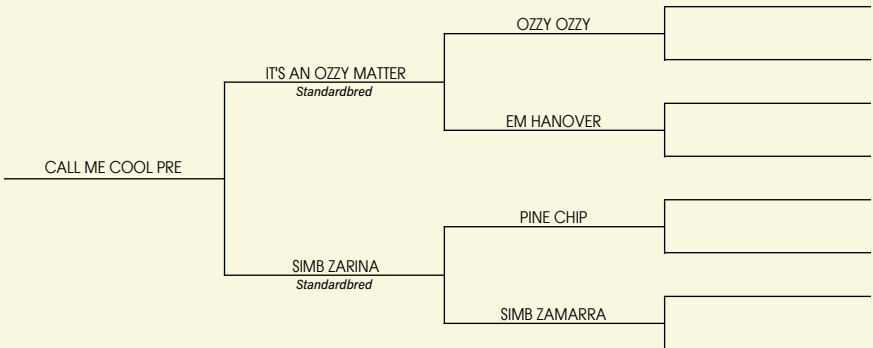 OZZY OZZY
IT'S AN OZZY MATTER
Standardbred
EM HANOVER
CALL ME COOL PRE
PINE CHIP
SIMB ZARINA
Standardbred
SIMB ZAMARRA